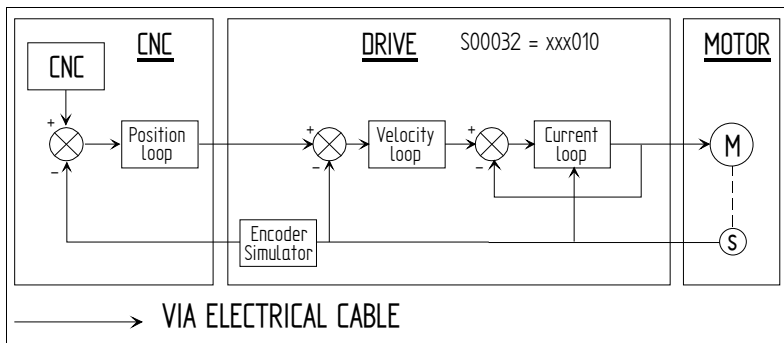 CNC
DRIVE
S00032 = xxx010
MOTOR
CNC
+
Position
loop
-
+
Velocity
loop
-
+
Current
loop
-
M
Encoder
Simulator
S
VIA ELECTRICAL CABLE